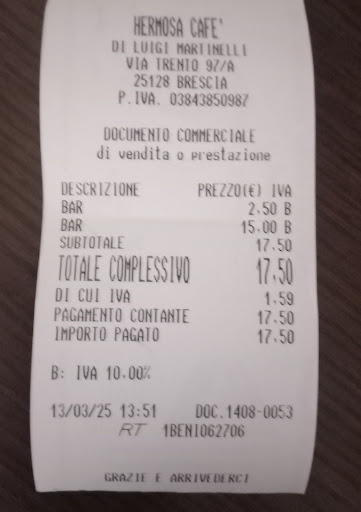 HERMOSA CAFE'
DI LUIGI MARTINELLI
VIA TRENTO 97/A
25128 BRESCIA
P.IVA. 03843850987
DOCUMENTO COMMERCIALE
di vendita o prestazione
DESCRIZIONE PREZZO(€) IVA
BAR 2.50 B
BAR 15.00 B
SUBTOTALE 17.50
TOTALE COMPLESSIVO 17.50
DI CUI IVA 1.59
PAGAMENTO CONTANTE 17.50
IMPORTO PAGATO 17.50
B: IVA 10.00%
13/03/25 13:51 DOC.1408-0053
RT 1BENI062706
GRAZIE E ARRIVEDERCI